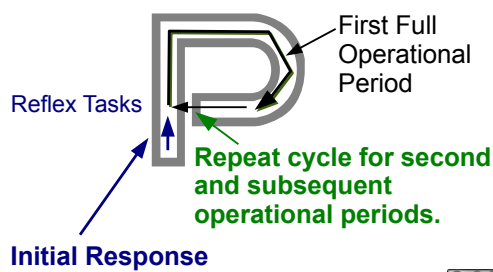 First Full
Operational
Period
Reflex Tasks
Repeat cycle for second
and subsequent
operational periods.
Initial Response